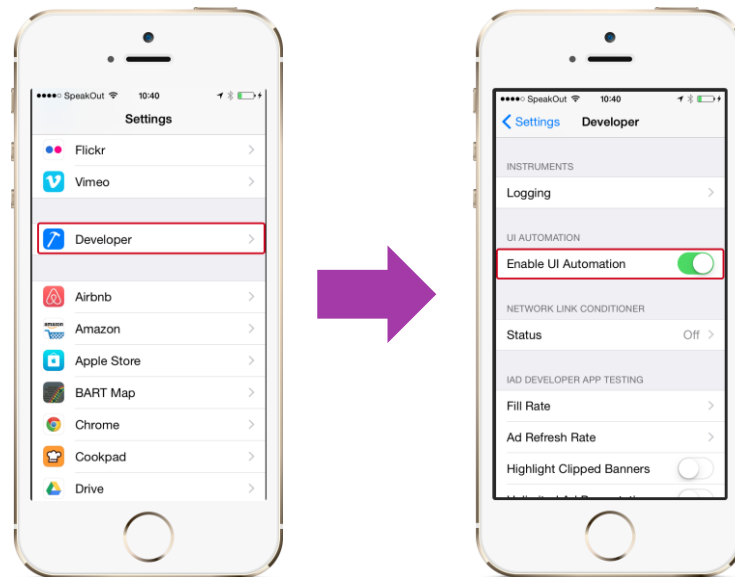 SpeakOut 10:40
Settings
Flickr
Vimeo
Developer
Airbnb
amazon
Amazon
Apple Store
BART Map
Chrome
Cookpad
Drive
SpeakOut 10:40
Settings Developer
INSTRUMENTS
Logging
UI AUTOMATION
Enable UI Automation
NETWORK LINK CONDITIONER
Status Off
IAD DEVELOPER APP TESTING
Fill Rate
Ad Refresh Rate
Highlight Clipped Banners